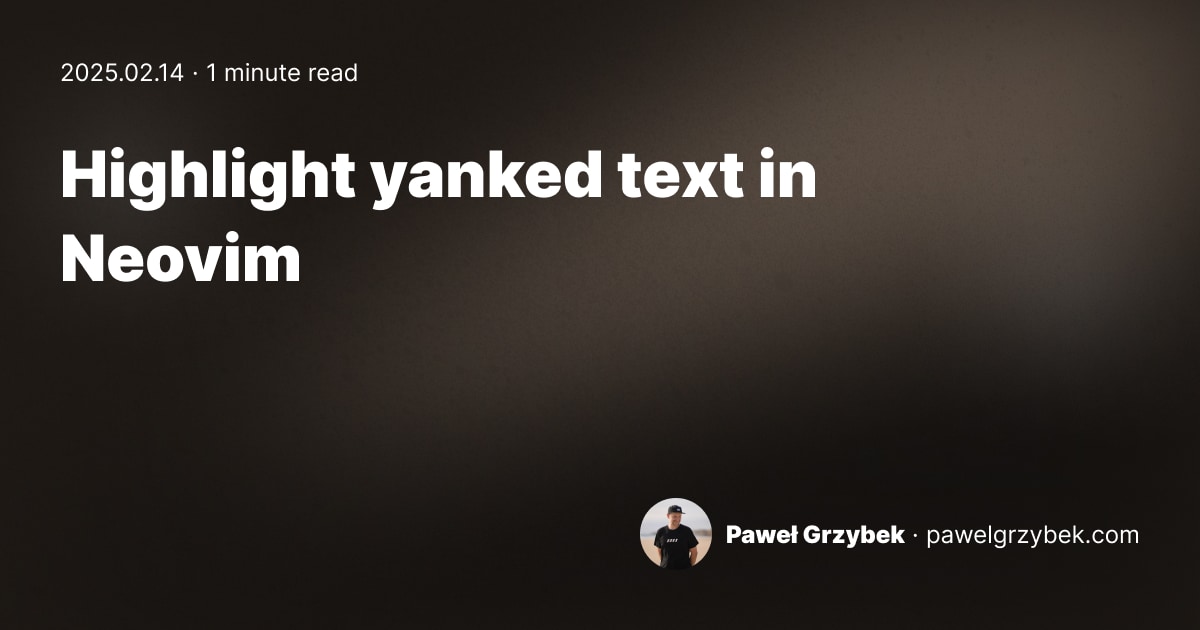 2025.02.14 · 1 minute read
Highlight yanked text in
Neovim
Paweł Grzybek · pawelgrzybek.com